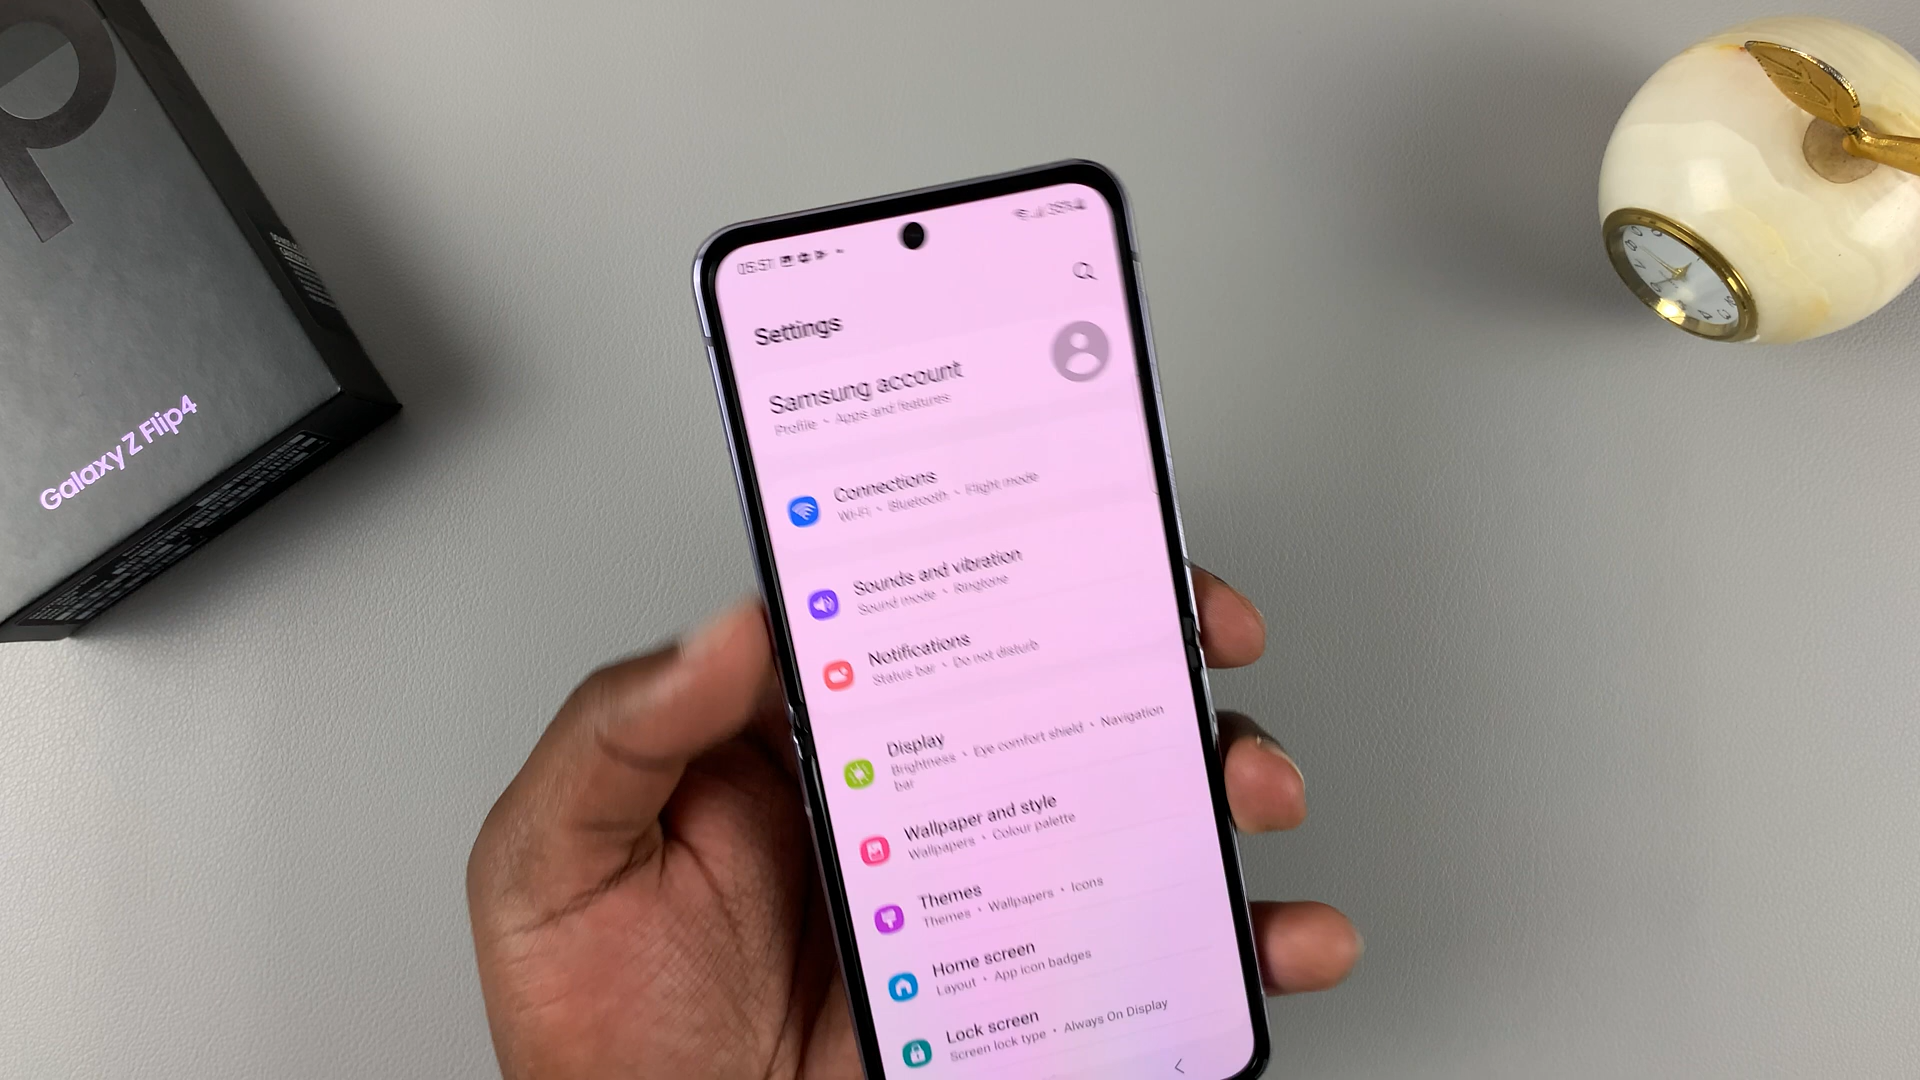 Galaxy Z Flip4
05:57
Settings
Samsung account
Profile • Apps and features
Connections
Wi-Fi • Bluetooth • Flight mode
Sounds and vibration
Sound mode • Ringtone
Notifications
Status bar • Do not disturb
Display
Brightness • Eye comfort shield • Navigation
bar
Wallpaper and style
Wallpapers • Colour palette
Themes
Themes • Wallpapers • Icons
Home screen
Layout • App icon badges
Lock screen
Screen lock type • Always On Display